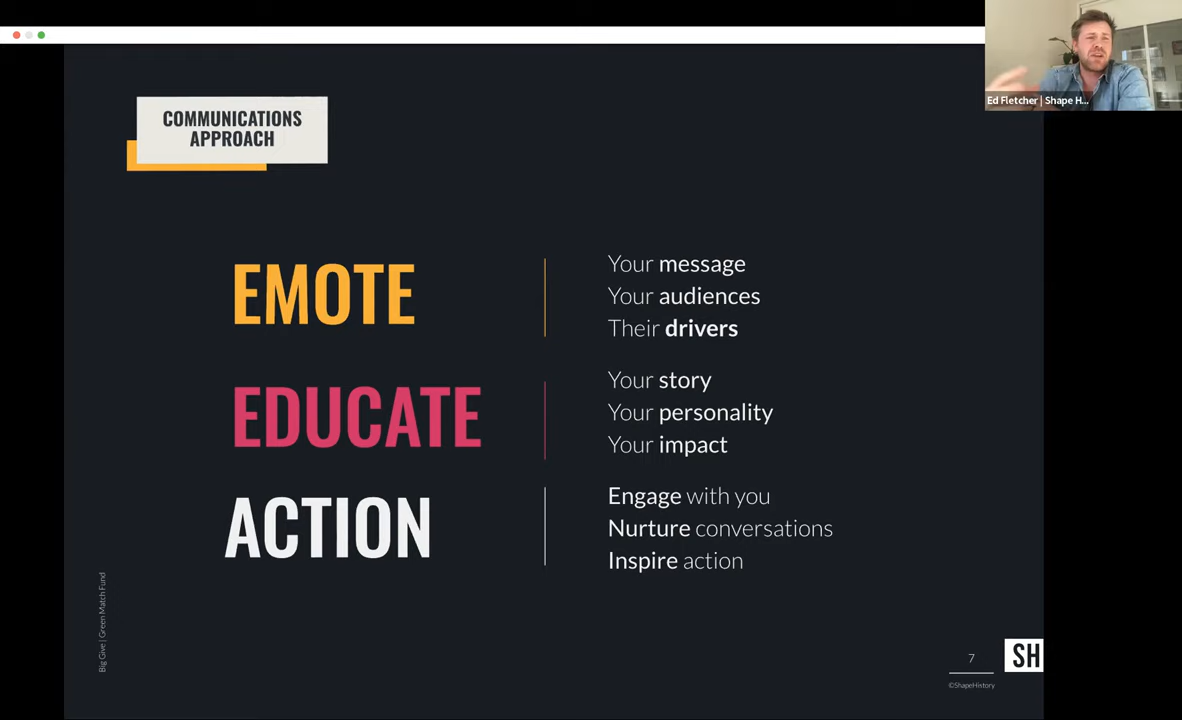 Ed Fletcher | Shape H...
COMMUNICATIONS
APPROACH
EMOTE
Your message
Your audiences
Their drivers
EDUCATE
Your story
Your personality
Your impact
ACTION
Engage with you
Nurture conversations
Inspire action
Big Give | Green Match Fund
7
©ShapeHistory
SH